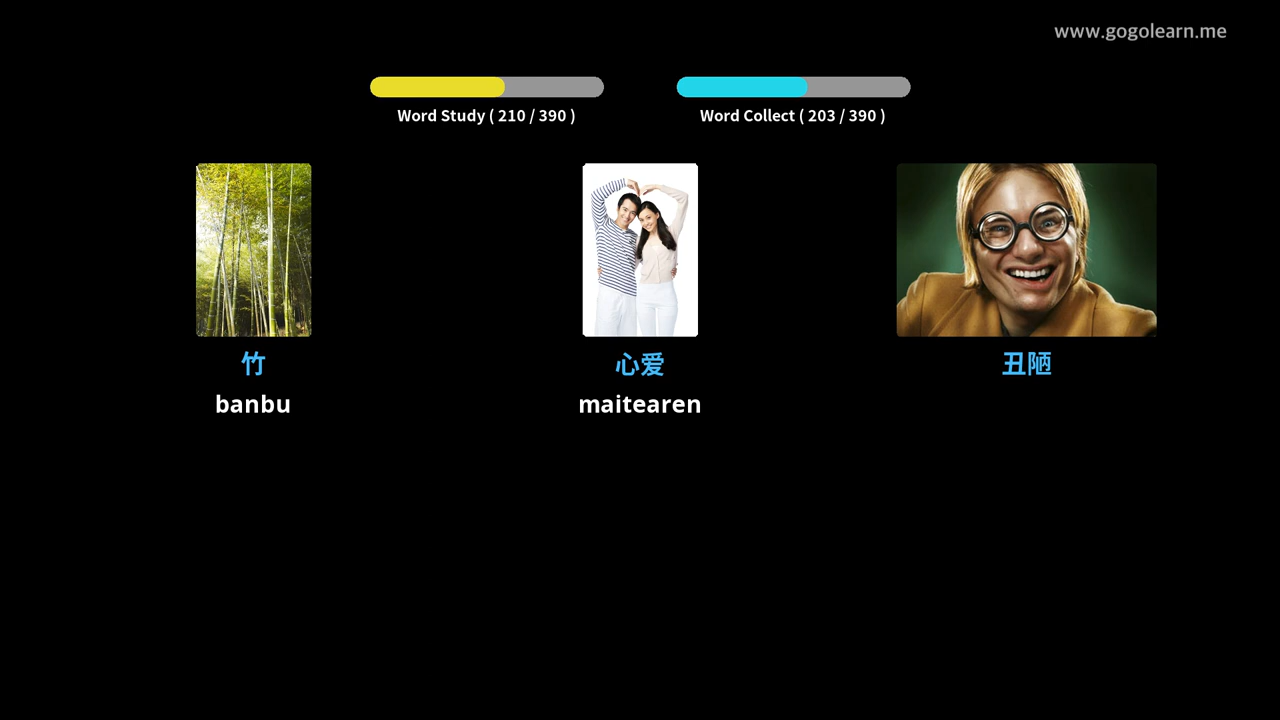 www.gogolearn.me
Word Study ( 210 / 390 )
Word Collect ( 203 / 390 )
竹
心爱
丑陋
banbu
maitearen